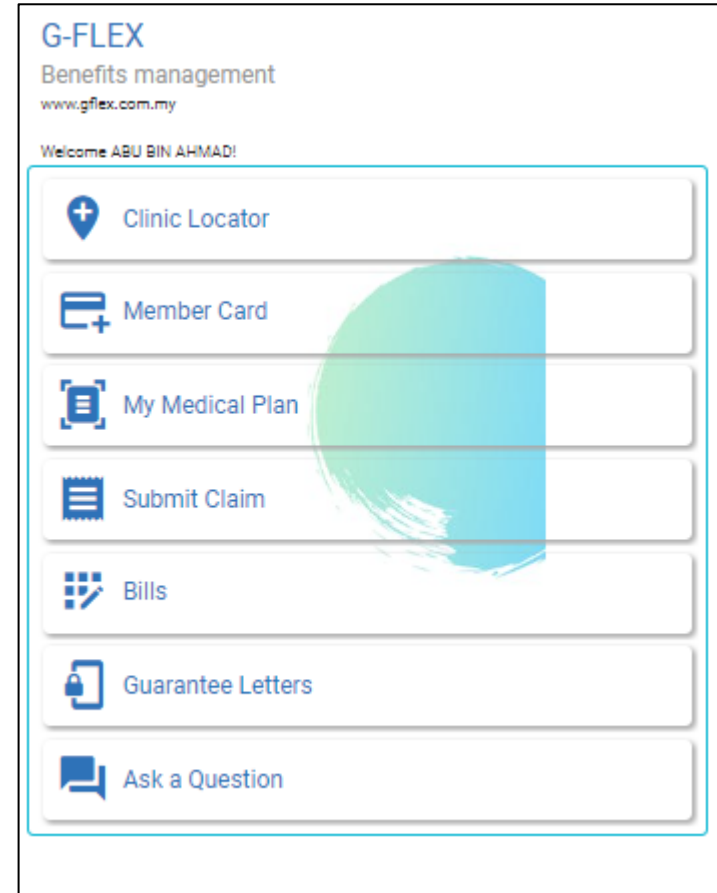 G-FLEX
Benefits management
www.gflex.com.my
Welcome ABU BIN AHMAD!
Clinic Locator
Member Card
My Medical Plan
Submit Claim
Bills
Guarantee Letters
Ask a Question